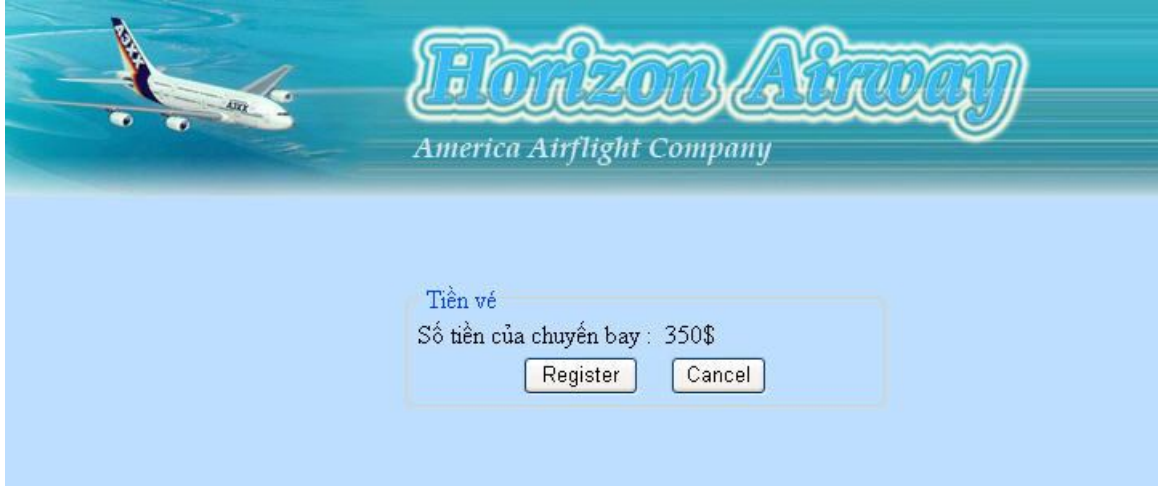 A3XX
A3XX
Horizon Airway
America Airflight Company
Tiền vé
Số tiền của chuyến bay : 350$
Register Cancel